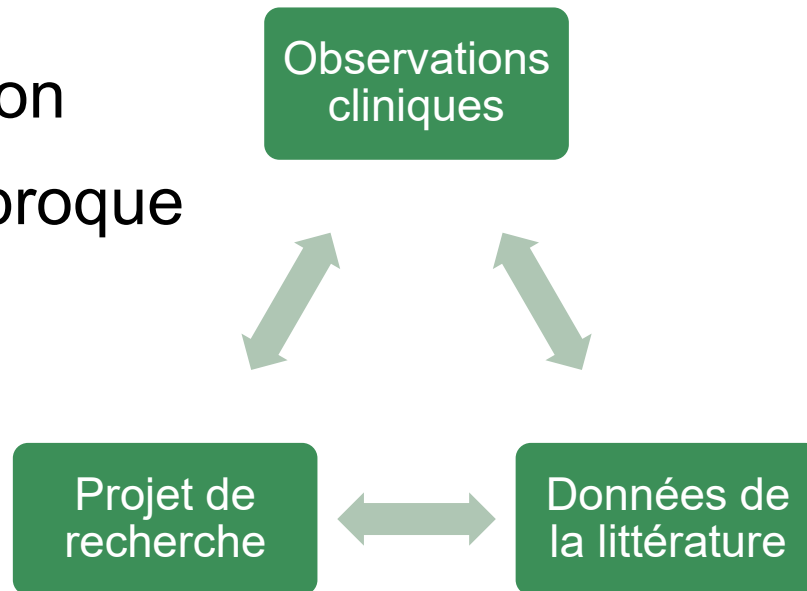 Observations
cliniques
on
proque
Projet de
recherche
Données de
la littérature